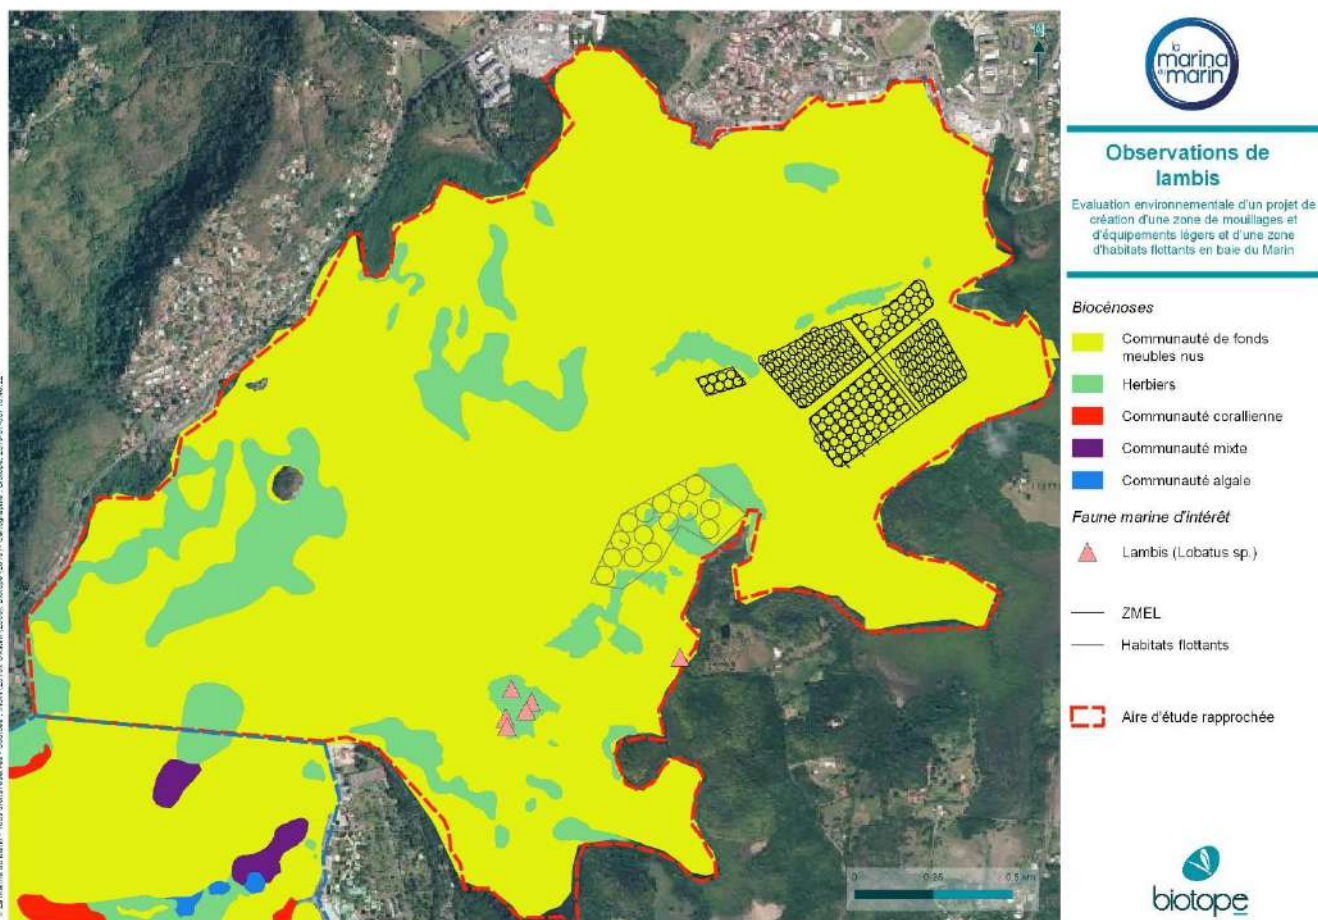 N
la
marina
du
marin
Observations de
lambis
Evaluation environnementale d'un projet de
création d'une zone de mouillages et
d'équipements légers et d'une zone
d'habitats flottants en baie du Marin
Biocénoses
Communauté de fonds
meubles nus
Herbiers
Communauté corallienne
Communauté mixte
Communauté algale
Faune marine d'intérêt
Lambis (Lobatus sp.)
ZMEL
Habitats flottants
Aire d'étude rapprochée
0 0,25 0,5 km
biotope